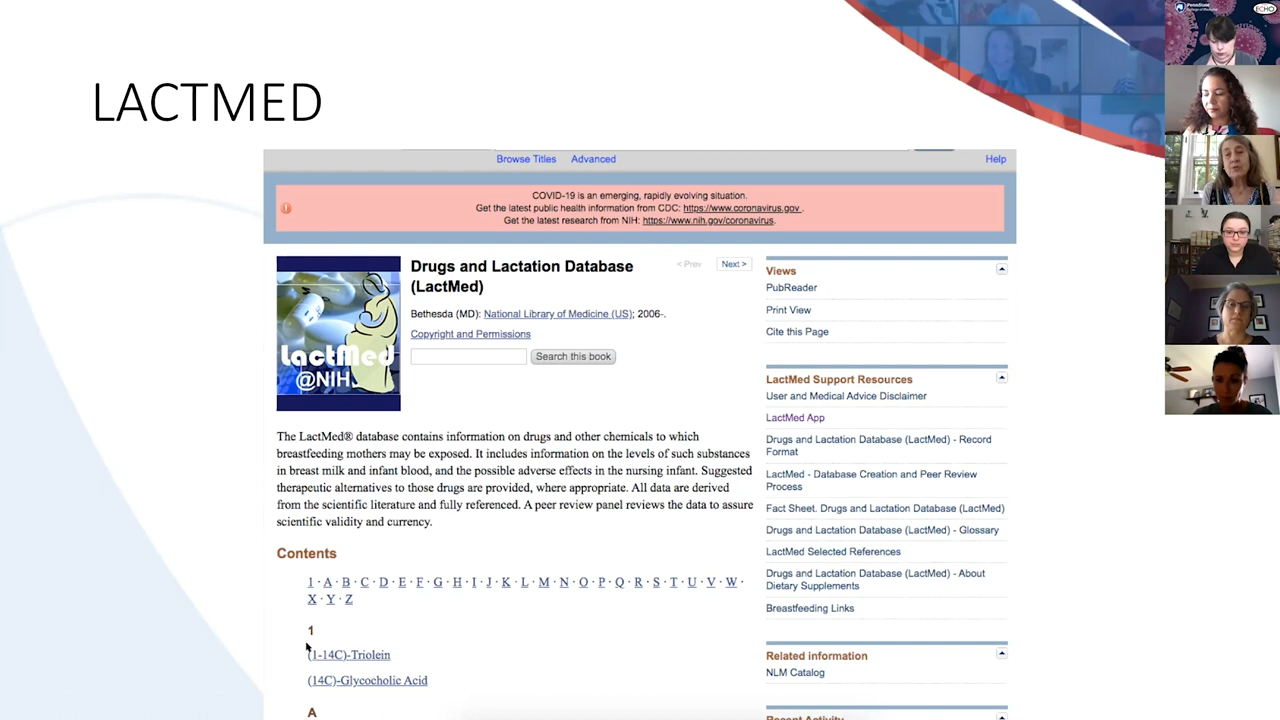 LACTMED
PennState
College of Medicine
ECHO
Browse Titles Advanced Help
COVID-19 is an emerging, rapidly evolving situation.
Get the latest public health information from CDC: https://www.coronavirus.gov .
Get the latest research from NIH: https://www.nih.gov/coronavirus.
LactMed
@NIH
Drugs and Lactation Database
(LactMed)
< Prev Next >
Bethesda (MD): National Library of Medicine (US); 2006-.
Copyright and Permissions
Search this book
The LactMed® database contains information on drugs and other chemicals to which
breastfeeding mothers may be exposed. It includes information on the levels of such substances
in breast milk and infant blood, and the possible adverse effects in the nursing infant. Suggested
therapeutic alternatives to those drugs are provided, where appropriate. All data are derived
from the scientific literature and fully referenced. A peer review panel reviews the data to assure
scientific validity and currency.
Contents
1 · A · B · C · D · E · F · G · H · I · J · K · L · M · N · O · P · Q · R · S · T · U · V · W ·
X · Y · Z
1
(1-14C)-Triolein
(14C)-Glycocholic Acid
A
Views
PubReader
Print View
Cite this Page
LactMed Support Resources
User and Medical Advice Disclaimer
LactMed App
Drugs and Lactation Database (LactMed) - Record
Format
LactMed - Database Creation and Peer Review
Process
Fact Sheet. Drugs and Lactation Database (LactMed)
Drugs and Lactation Database (LactMed) - Glossary
LactMed Selected References
Drugs and Lactation Database (LactMed) - About
Dietary Supplements
Breastfeeding Links
Related information
NLM Catalog
Recent Activity